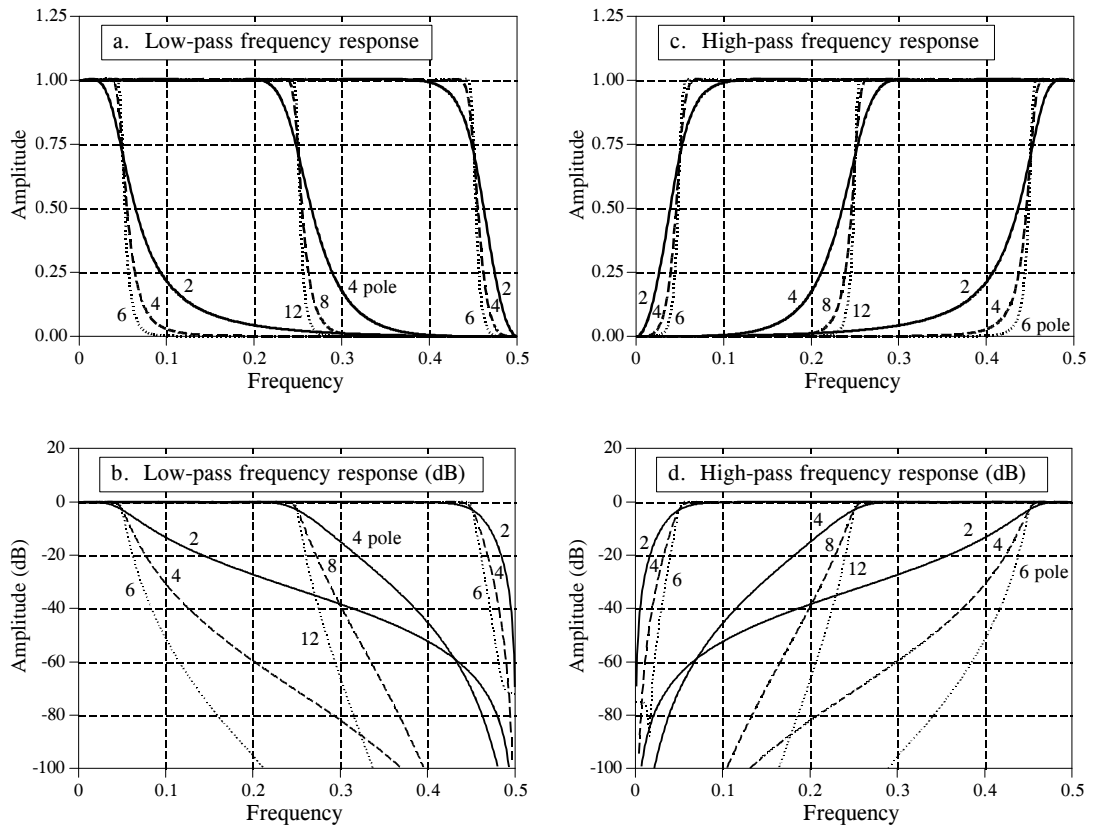 a. Low-pass frequency response
1.25
1.00
0.75
0.50
0.25
0.00
Amplitude
2
4
6
4 pole
8
12
2
4
6
0 0.1 0.2 0.3 0.4 0.5
Frequency
c. High-pass frequency response
1.25
1.00
0.75
0.50
0.25
0.00
Amplitude
2
4
6
4
8
12
2
4
6 pole
0 0.1 0.2 0.3 0.4 0.5
Frequency
b. Low-pass frequency response (dB)
20
0
-20
-40
-60
-80
-100
Amplitude (dB)
2
4
6
4 pole
8
12
2
4
6
0 0.1 0.2 0.3 0.4 0.5
Frequency
d. High-pass frequency response (dB)
20
0
-20
-40
-60
-80
-100
Amplitude (dB)
2
4
6
4
8
12
2
4
6 pole
0 0.1 0.2 0.3 0.4 0.5
Frequency